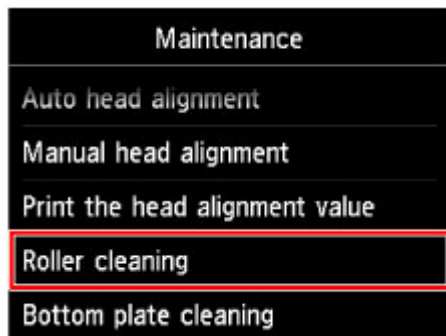 Maintenance
Auto head alignment
Manual head alignment
Print the head alignment value
Roller cleaning
Bottom plate cleaning